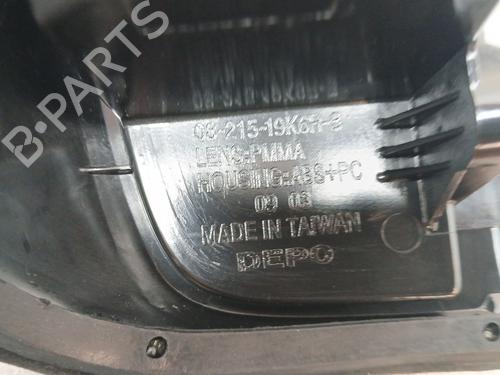 B-PARTS
08-215-19K6R-2
LENS:PMMA
HOUSING:ABS+PC
09 03
MADE IN TAIWAN
DEPO